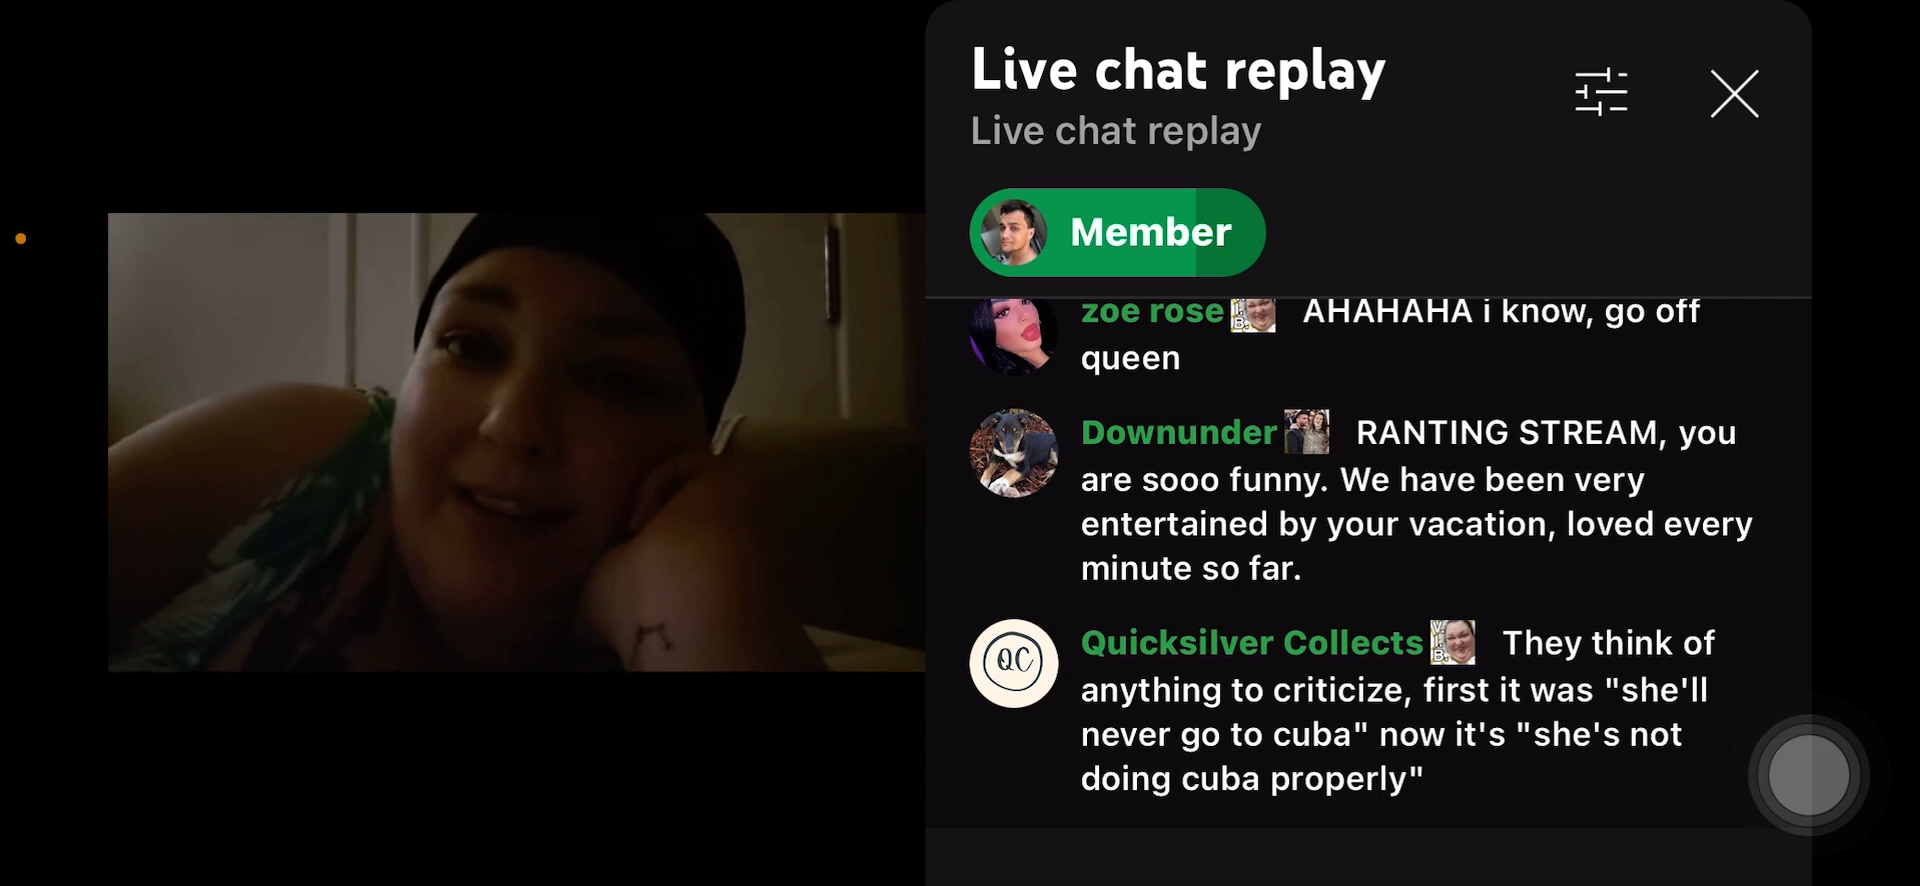 Live chat replay
Live chat replay
Member
zoe rose AHAHAHA i know, go off
queen
Downunder RANTING STREAM, you
are sooo funny. We have been very
entertained by your vacation, loved every
minute so far.
QC
Quicksilver Collects They think of
anything to criticize, first it was "she'll
never go to cuba" now it's "she's not
doing cuba properly"